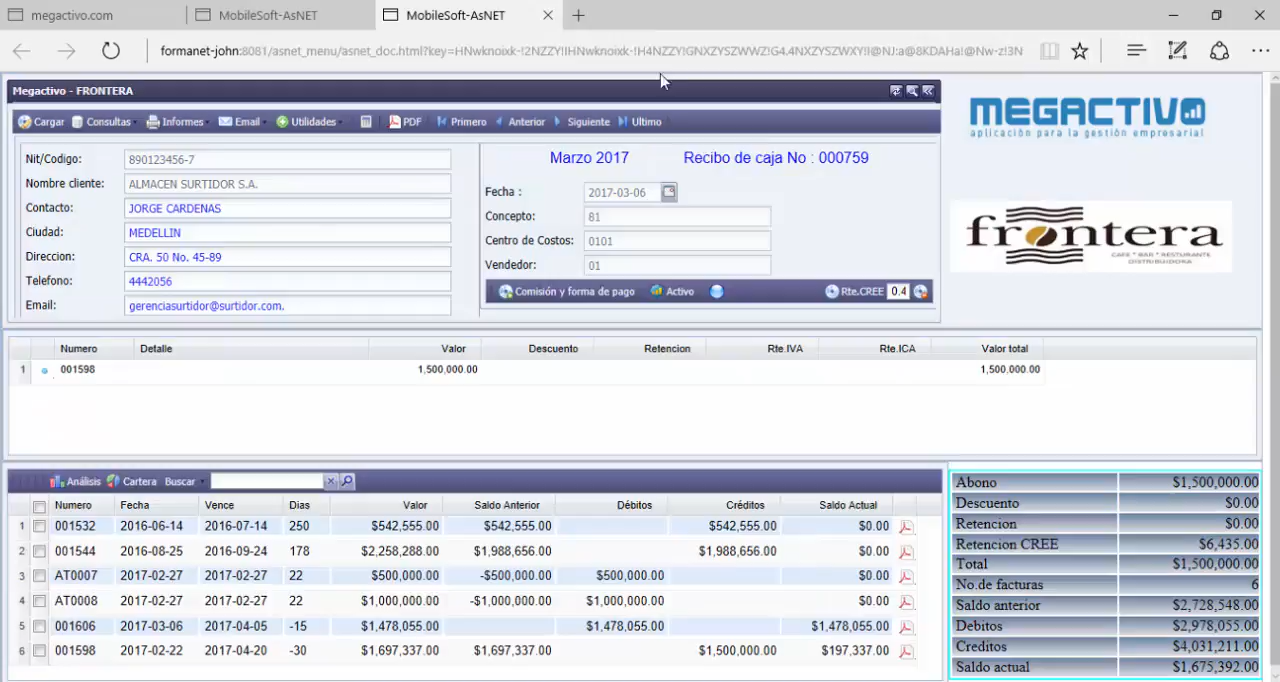 megactivo.com MobileSoft-AsNET MobileSoft-AsNET
formanet-john:8081/asnet_menu/asnet_doc.html?key=HNwknoixk-!2NZZY!IHNwknoixk-!H4NZZY!GNXZYSZWWZ!G4.4NXZYSZWXY!I@NJ:a@8KDAHa!@Nw-z!3N
Megactivo - FRONTERA
Cargar Consultas Informes Email Utilidades PDF Primero Anterior Siguiente Ultimo
MEGACTIVO
aplicación para la gestión empresarial
Nit/Codigo: 890123456-7
Nombre cliente: ALMACEN SURTIDOR S.A.
Contacto: JORGE CARDENAS
Ciudad: MEDELLIN
Direccion: CRA. 50 No. 45-89
Telefono: 4442056
Email: gerenciasurtidor@surtidor.com.
Marzo 2017 Recibo de caja No : 000759
Fecha : 2017-03-06
Concepto: 81
Centro de Costos: 0101
Vendedor: 01
Comisión y forma de pago Activo Rte.CREE 0.4
frontera
CAFE * BAR * RESTURANTE
DISTRIBUIDORA
Numero Detalle Valor Descuento Retencion Rte.IVA Rte.ICA Valor total
1 001598 1,500,000.00 1,500,000.00
Análisis Cartera Buscar
Numero Fecha Vence Dias Valor Saldo Anterior Débitos Créditos Saldo Actual
1 001532 2016-06-14 2016-07-14 250 $542,555.00 $542,555.00 $542,555.00 $0.00
2 001544 2016-08-25 2016-09-24 178 $2,258,288.00 $1,988,656.00 $1,988,656.00 $0.00
3 AT0007 2017-02-27 2017-02-27 22 $500,000.00 -$500,000.00 $500,000.00 $0.00
4 AT0008 2017-02-27 2017-02-27 22 $1,000,000.00 -$1,000,000.00 $1,000,000.00 $0.00
5 001606 2017-03-06 2017-04-05 -15 $1,478,055.00 $1,478,055.00 $1,478,055.00
6 001598 2017-02-22 2017-04-20 -30 $1,697,337.00 $1,697,337.00 $1,500,000.00 $197,337.00
Abono $1,500,000.00
Descuento $0.00
Retencion $0.00
Retencion CREE $6,435.00
Total $1,500,000.00
No.de facturas 6
Saldo anterior $2,728,548.00
Debitos $2,978,055.00
Creditos $4,031,211.00
Saldo actual $1,675,392.00